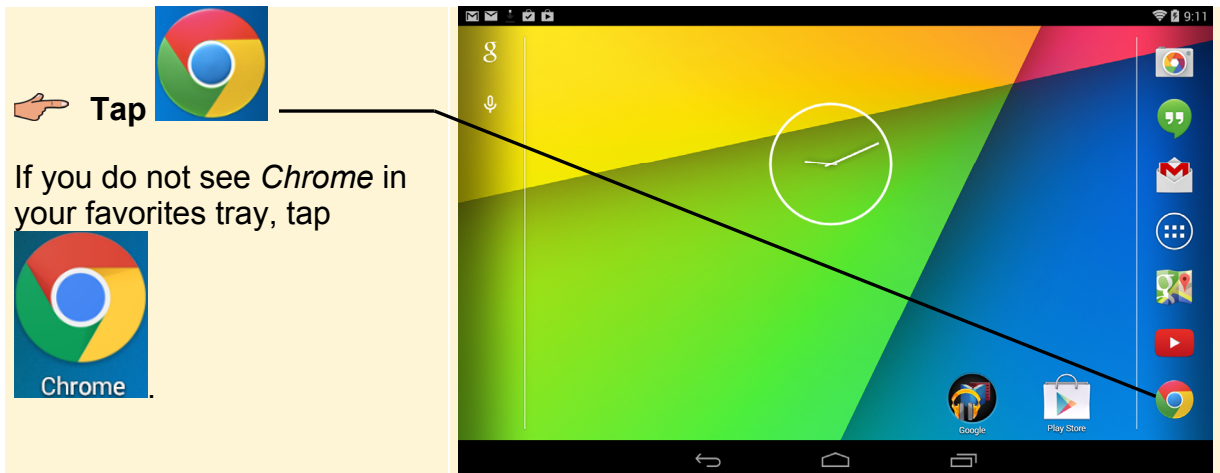 9:11
g
Tap
If you do not see Chrome in
your favorites tray, tap
Chrome.
Google
Play Store